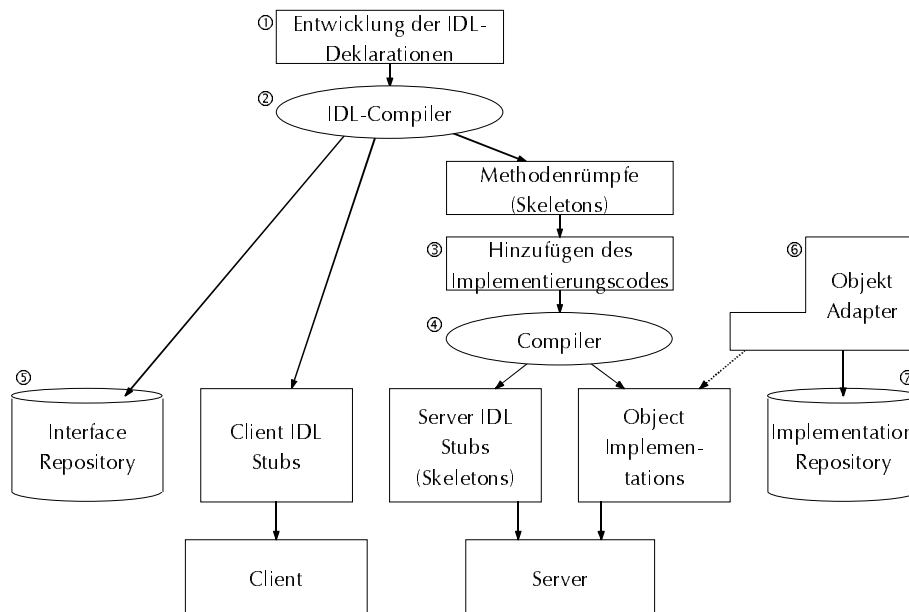 ①
Entwicklung der IDL-
Deklarationen
②
IDL-Compiler
Methodenrümpfe
(Skeletons)
③
Hinzufügen des
Implementierungscodes
⑥
Objekt
Adapter
④
Compiler
⑤
Interface
Repository
Client IDL
Stubs
Server IDL
Stubs
(Skeletons)
Object
Implemen-
tations
⑦
Implementation
Repository
Client
Server